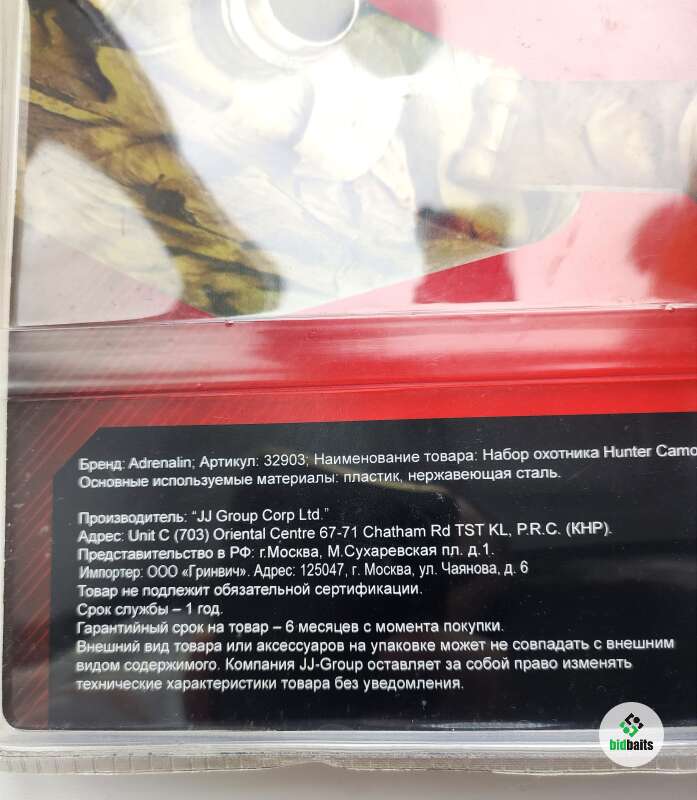 Бренд: Adrenalin; Артикул: 32903; Наименование товара: Набор охотника Hunter Camo
Основные используемые материалы: пластик, нержавеющая сталь.
Производитель: “JJ Group Corp Ltd.”
Адрес: Unit C (703) Oriental Centre 67-71 Chatham Rd TST KL, P.R.C. (КНР).
Представительство в РФ: г.Москва, М.Сухаревская пл. д.1.
Импортер: ООО «Гринвич». Адрес: 125047, г. Москва, ул. Чаянова, д. 6
Товар не подлежит обязательной сертификации.
Срок службы – 1 год.
Гарантийный срок на товар – 6 месяцев с момента покупки.
Внешний вид товара или аксессуаров на упаковке может не совпадать с внешним
видом содержимого. Компания JJ-Group оставляет за собой право изменять
технические характеристики товара без уведомления.
bidbaits